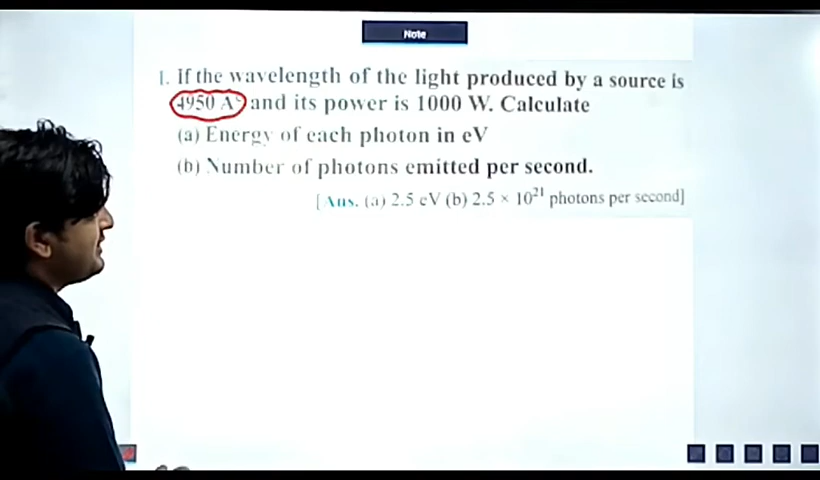 Note
1. If the wavelength of the light produced by a source is
4950 A° and its power is 1000 W. Calculate
(a) Energy of each photon in eV
(b) Number of photons emitted per second.
[Ans. (a) 2.5 eV (b) 2.5 × 10²¹ photons per second]